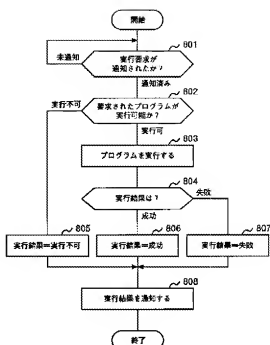 開始
801
実行要求が
通知されたか?
未通知
通知済み
802
要求されたプログラムが
実行可能か?
実行不可
実行可
803
プログラムを実行する
804
実行結果は?
失敗
成功
805
806
807
実行結果=実行不可
実行結果=成功
実行結果=失敗
808
実行結果を通知する
終了